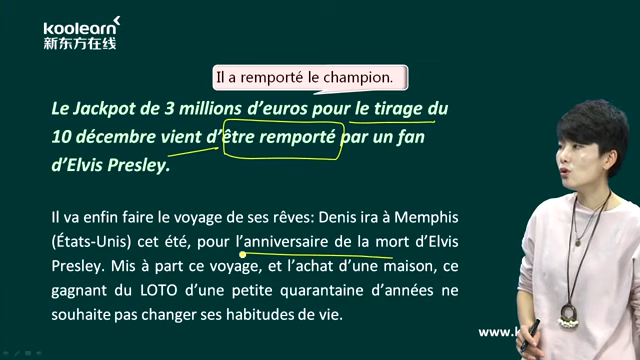 koolearn
新东方在线
Il a remporté le champion.
Le Jackpot de 3 millions d’euros pour le tirage du
10 décembre vient d’être remporté par un fan
d’Elvis Presley.
Il va enfin faire le voyage de ses rêves: Denis ira à Memphis
(États-Unis) cet été, pour l’anniversaire de la mort d’Elvis
Presley. Mis à part ce voyage, et l’achat d’une maison, ce
gagnant du LOTO d’une petite quarantaine d’années ne
souhaite pas changer ses habitudes de vie.
www.k